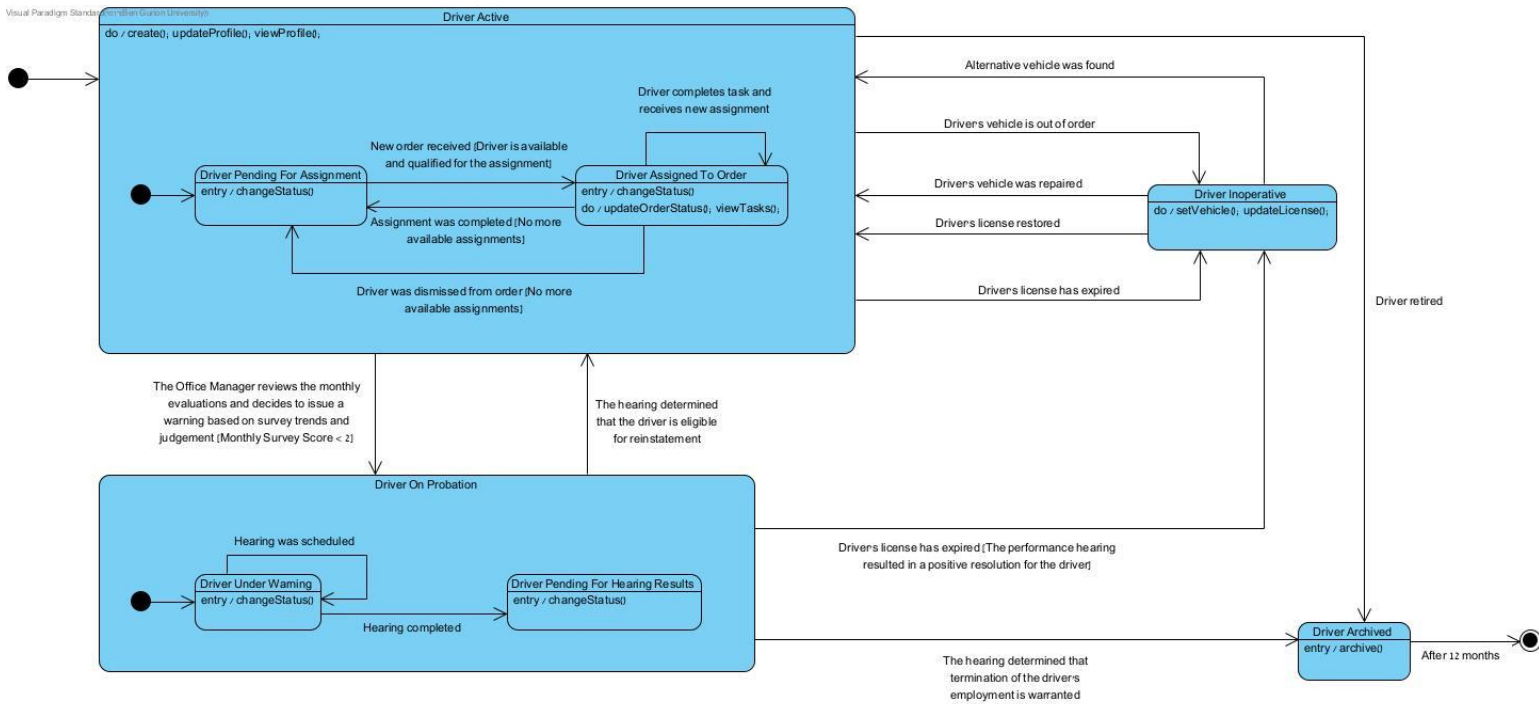 Visual Paradigm Standard
(Ben Gurion University)
Driver Active
do / create(); updateProfile(); viewProfile();
Driver completes task and
receives new assignment
New order received [Driver is available
and qualified for the assignment]
Driver Pending For Assignment
entry / changeStatus()
Driver Assigned To Order
entry / changeStatus()
do / updateOrderStatus(); viewTasks();
Assignment was completed [No more
available assignments]
Driver was dismissed from order [No more
available assignments]
Alternative vehicle was found
Driver's vehicle is out of order
Driver's vehicle was repaired
Driver's license restored
Driver's license has expired
Driver Inoperative
do / setVehicle(); updateLicense();
Driver retired
The Office Manager reviews the monthly
evaluations and decides to issue a
warning based on survey trends and
judgement [Monthly Survey Score < 2]
The hearing determined
that the driver is eligible
for reinstatement
Driver On Probation
Hearing was scheduled
Driver Under Warning
entry / changeStatus()
Hearing completed
Driver Pending For Hearing Results
entry / changeStatus()
Driver's license has expired [The performance hearing
resulted in a positive resolution for the driver]
The hearing determined that
termination of the driver's
employment is warranted
Driver Archived
entry / archive()
After 12 months